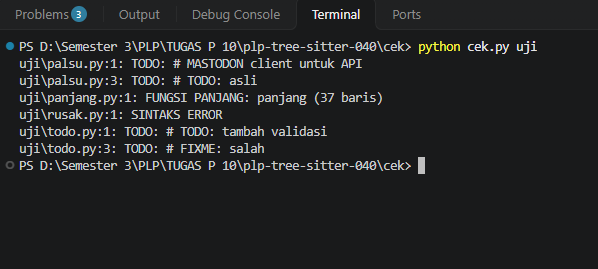 Problems 3 Output Debug Console Terminal Ports
PS D:\Semester 3\PLP\TUGAS P 10\plp-tree-sitter-040\cek> python cek.py uji
uji\palsu.py:1: TODO: # MASTODON client untuk API
uji\palsu.py:3: TODO: # TODO: asli
uji\panjang.py:1: FUNGSI PANJANG: panjang (37 baris)
uji\rusak.py:1: SINTAKS ERROR
uji\todo.py:1: TODO: # TODO: tambah validasi
uji\todo.py:3: TODO: # FIXME: salah
PS D:\Semester 3\PLP\TUGAS P 10\plp-tree-sitter-040\cek>